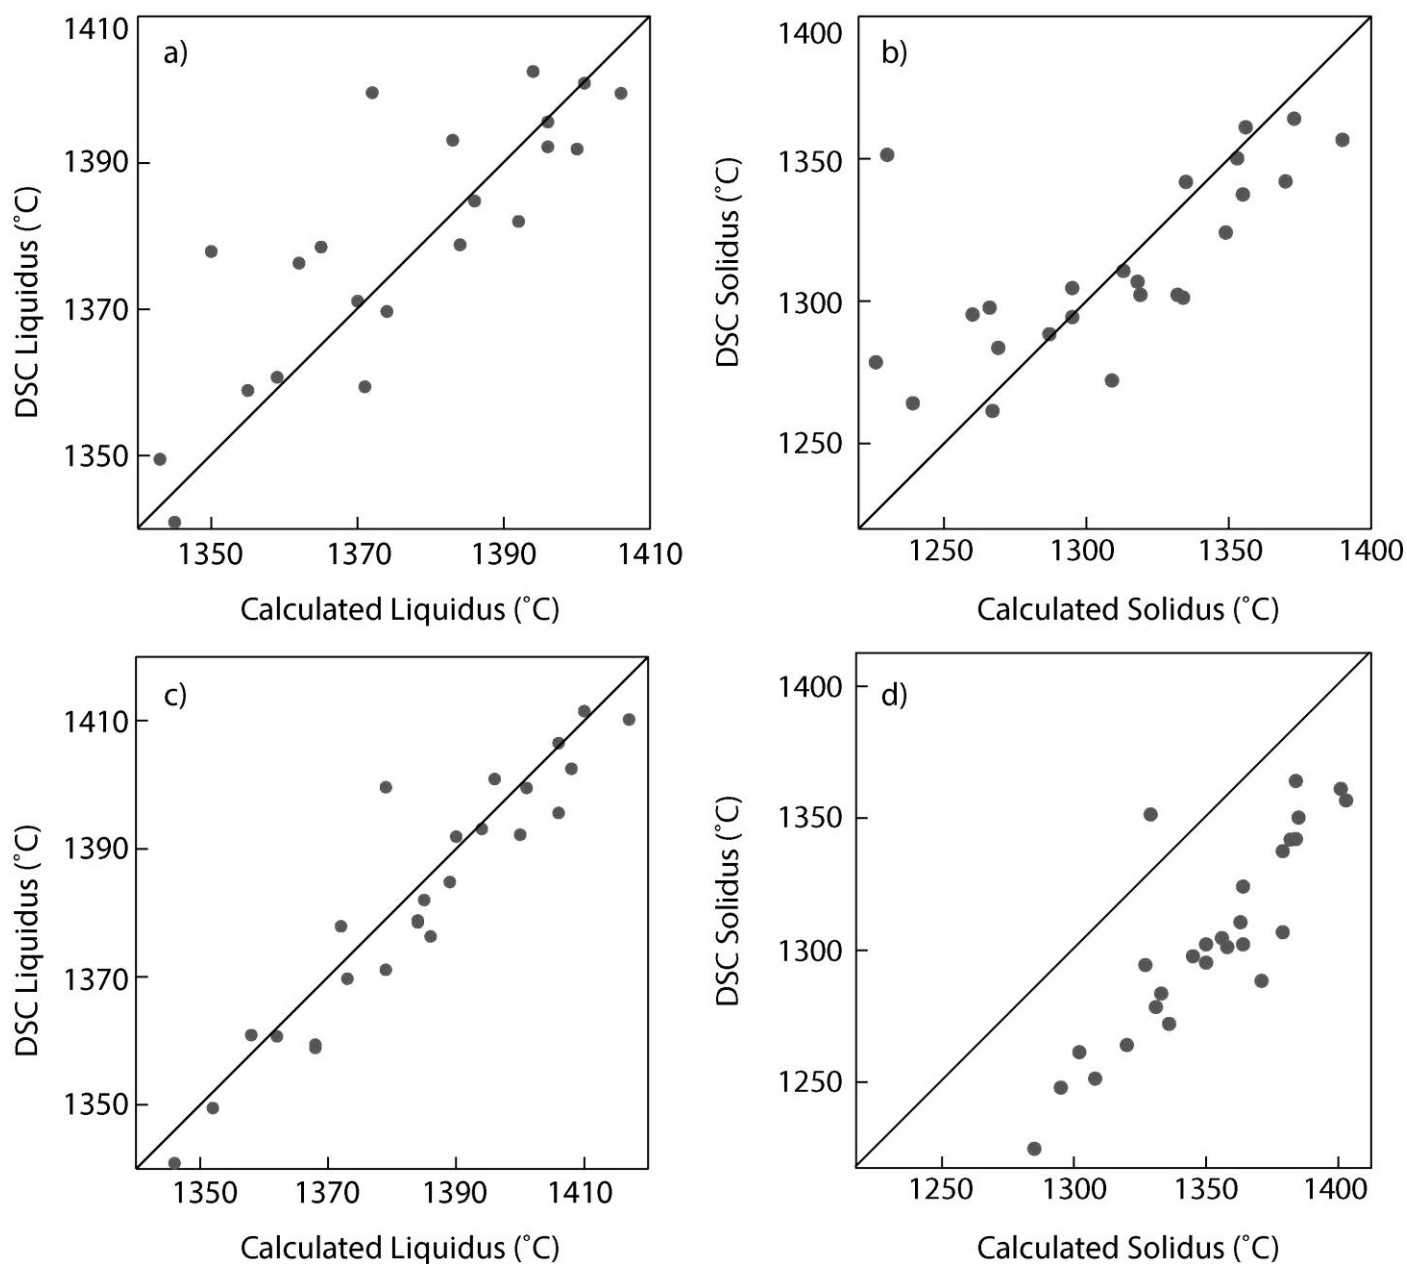 a)
1410
1390
1370
1350
DSC Liquidus (˚C)
1350 1370 1390 1410
Calculated Liquidus (˚C)
b)
1400
1350
1300
1250
DSC Solidus (˚C)
1250 1300 1350 1400
Calculated Solidus (˚C)
c)
1410
1390
1370
1350
DSC Liquidus (˚C)
1350 1370 1390 1410
Calculated Liquidus (˚C)
d)
1400
1350
1300
1250
DSC Solidus (˚C)
1250 1300 1350 1400
Calculated Solidus (˚C)